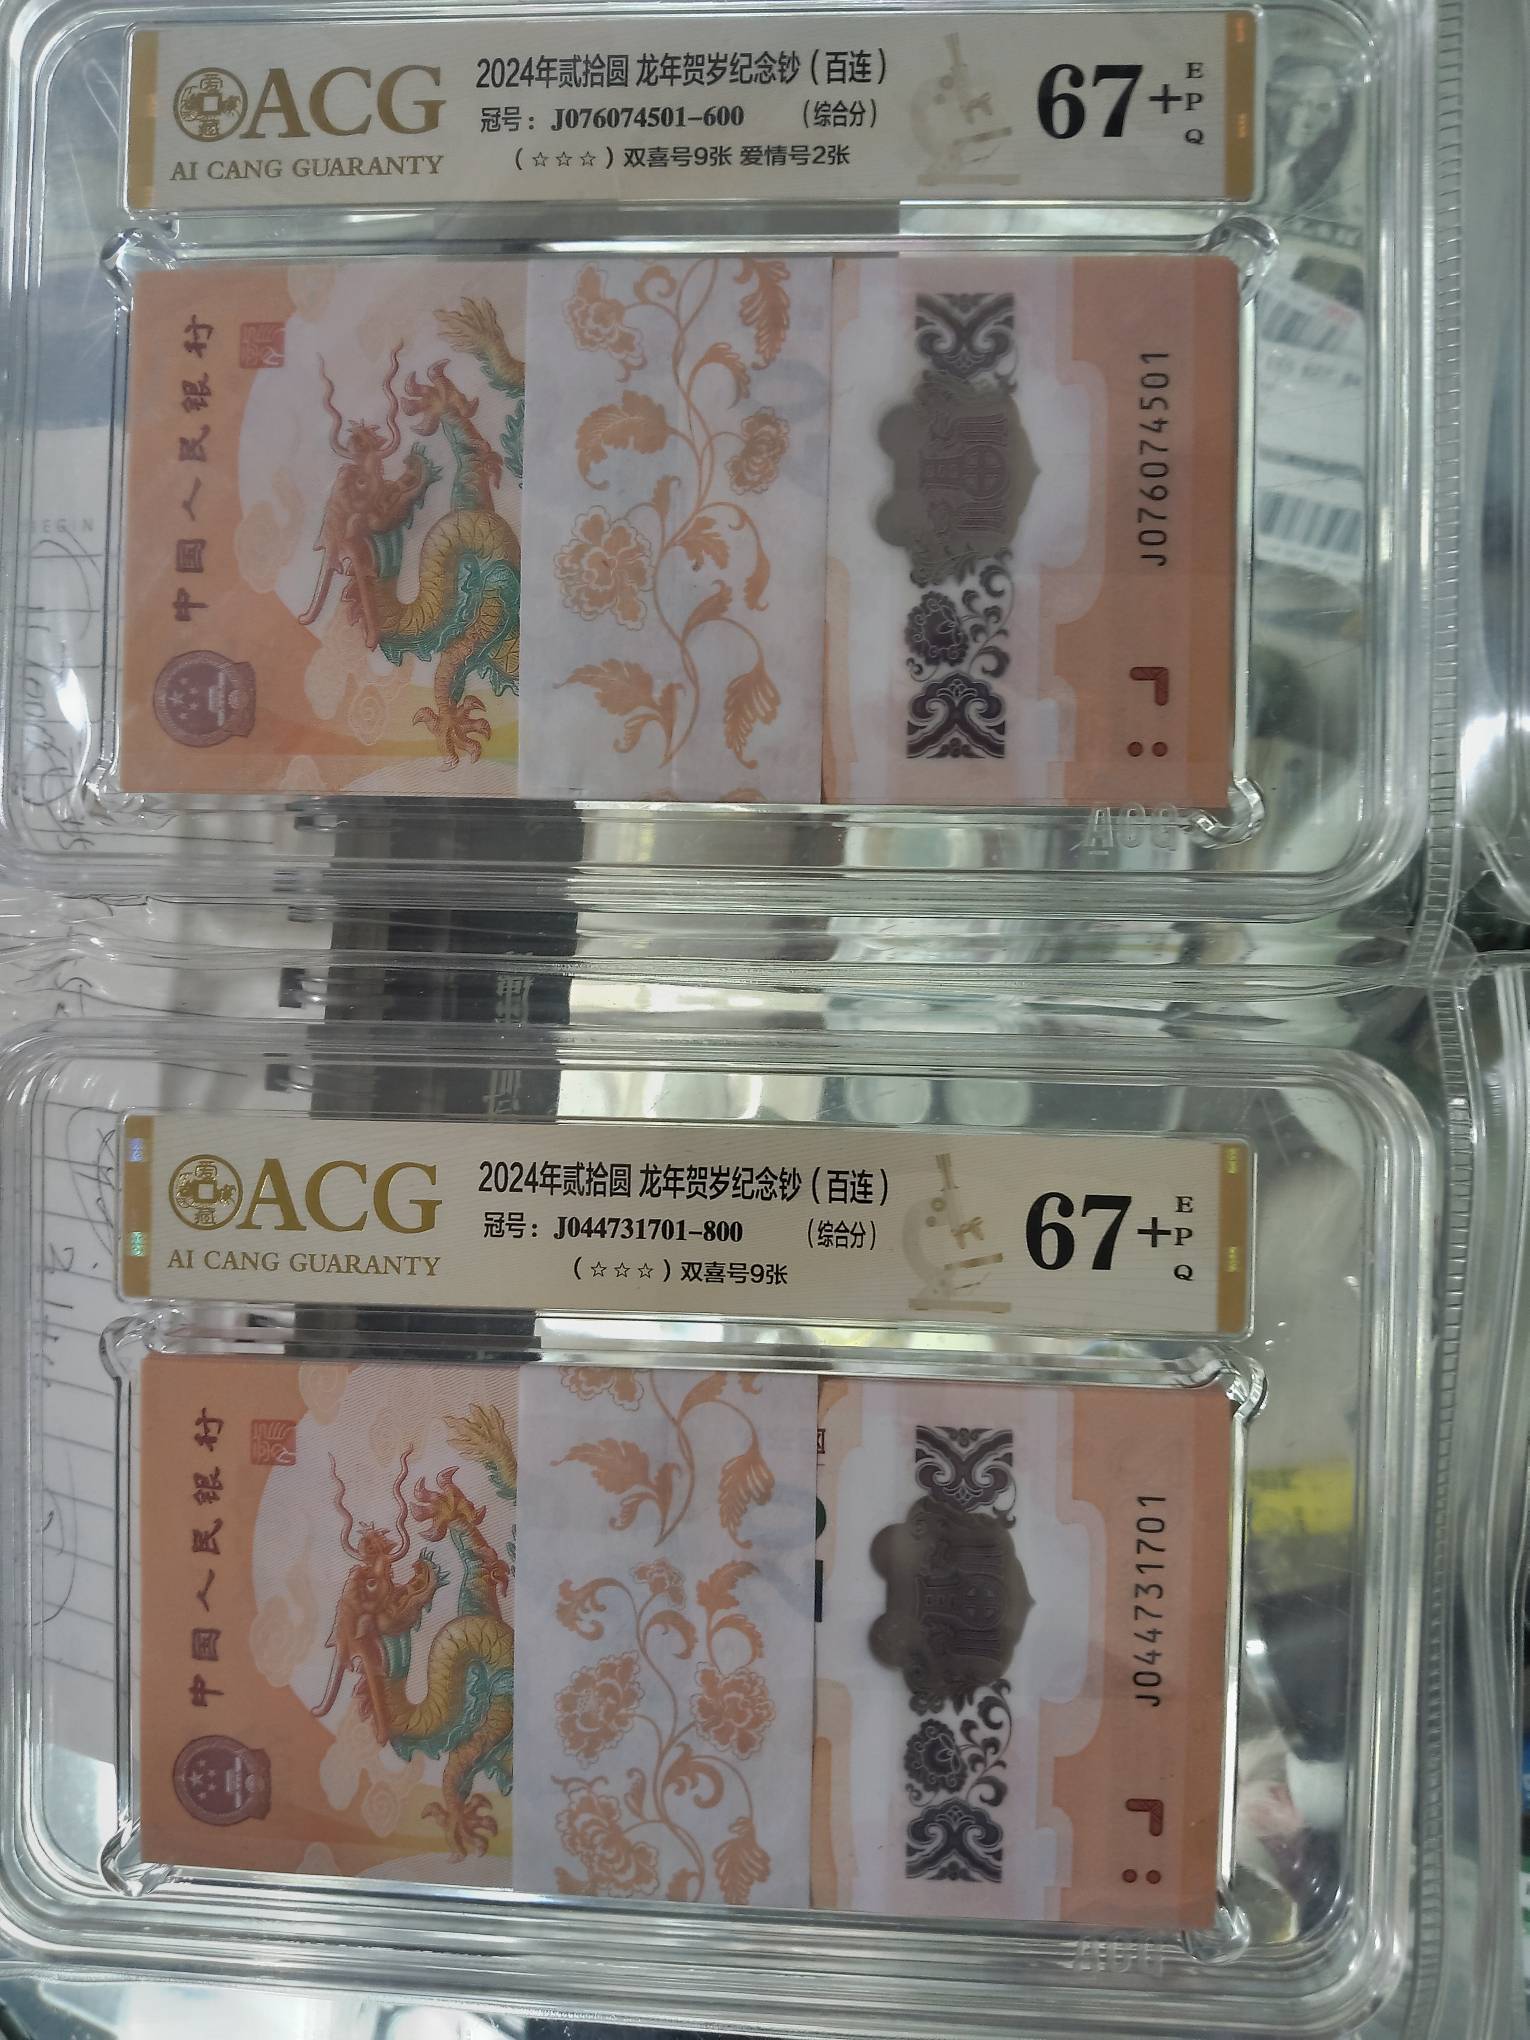 ACG
AI CANG GUARANTY
2024年贰拾圆 龙年贺岁纪念钞（百连）
冠号：J076074501-600 （综合分）
（☆☆☆）双喜号9张 爱情号2张
67+
EPQ
中国人民银行
J076074501
ACG
ACG
AI CANG GUARANTY
2024年贰拾圆 龙年贺岁纪念钞（百连）
冠号：J044731701-800 （综合分）
（☆☆☆）双喜号9张
67+
EPQ
中国人民银行
J044731701
ACG